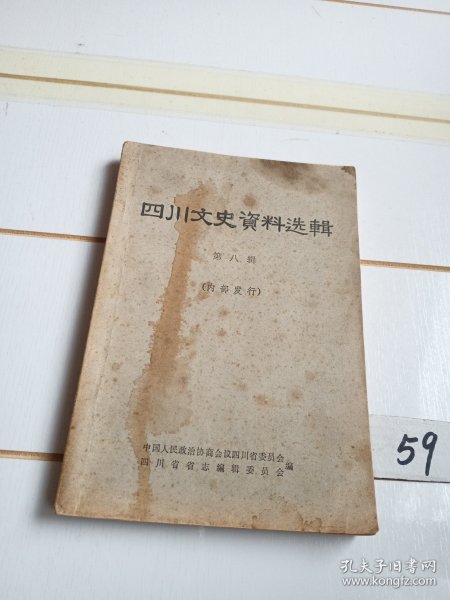 四川文史資料选輯
第八辑
(内部发行)
中国人民政治协商会议四川省委员会
四川省省志编辑委员会
编
59
孔夫子旧书网
www.kongfz.com